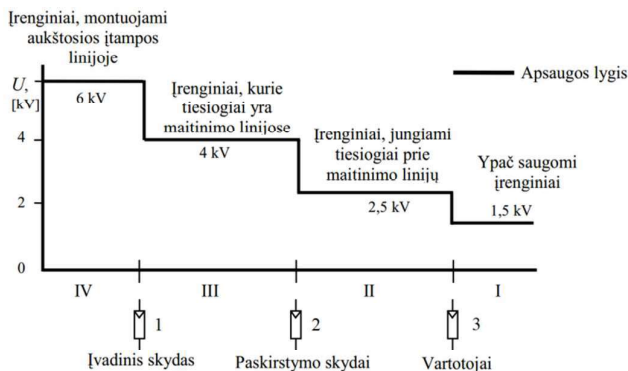 Įrenginiai, montuojami
aukštosios įtampos
linijoje
U,
[kV]
6 kV
Įrenginiai, kurie
tiesiogiai yra
maitinimo linijose
4 kV
Įrenginiai, jungiami
tiesiogiai prie
maitinimo linijų
2,5 kV
Ypač saugomi
įrenginiai
1,5 kV
Apsaugos lygis
4
2
0
IV III II I
1 2 3
Įvadinis skydas Paskirstymo skydai Vartotojai